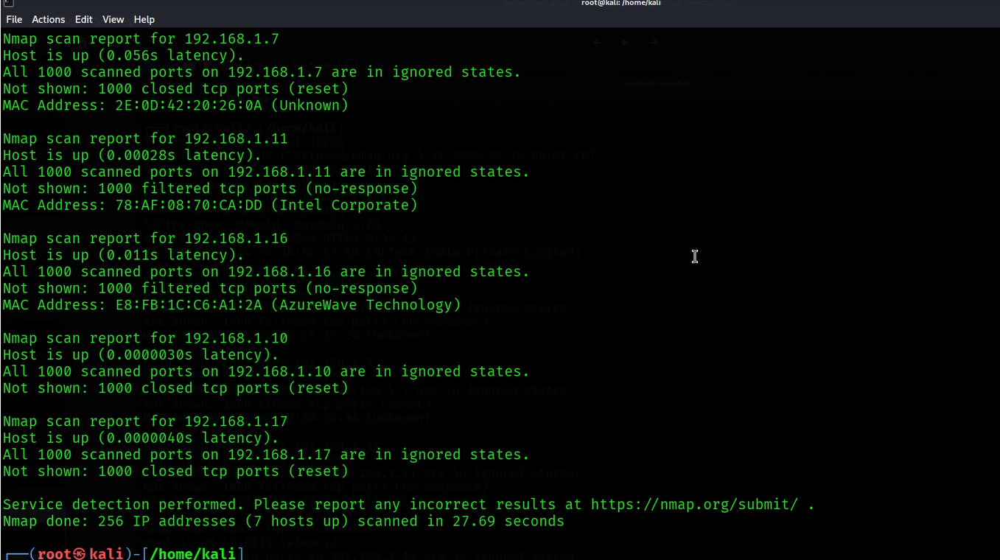 root@kali: /home/kali
File Actions Edit View Help
Nmap scan report for 192.168.1.7
Host is up (0.056s latency).
All 1000 scanned ports on 192.168.1.7 are in ignored states.
Not shown: 1000 closed tcp ports (reset)
MAC Address: 2E:0D:42:20:26:0A (Unknown)
Nmap scan report for 192.168.1.11
Host is up (0.00028s latency).
All 1000 scanned ports on 192.168.1.11 are in ignored states.
Not shown: 1000 filtered tcp ports (no-response)
MAC Address: 78:AF:08:70:CA:DD (Intel Corporate)
Nmap scan report for 192.168.1.16
Host is up (0.011s latency).
All 1000 scanned ports on 192.168.1.16 are in ignored states.
Not shown: 1000 filtered tcp ports (no-response)
MAC Address: E8:FB:1C:C6:A1:2A (AzureWave Technology)
Nmap scan report for 192.168.1.10
Host is up (0.0000030s latency).
All 1000 scanned ports on 192.168.1.10 are in ignored states.
Not shown: 1000 closed tcp ports (reset)
Nmap scan report for 192.168.1.17
Host is up (0.0000040s latency).
All 1000 scanned ports on 192.168.1.17 are in ignored states.
Not shown: 1000 closed tcp ports (reset)
Service detection performed. Please report any incorrect results at https://nmap.org/submit/ .
Nmap done: 256 IP addresses (7 hosts up) scanned in 27.69 seconds
┌──(root㉿kali)-[/home/kali]